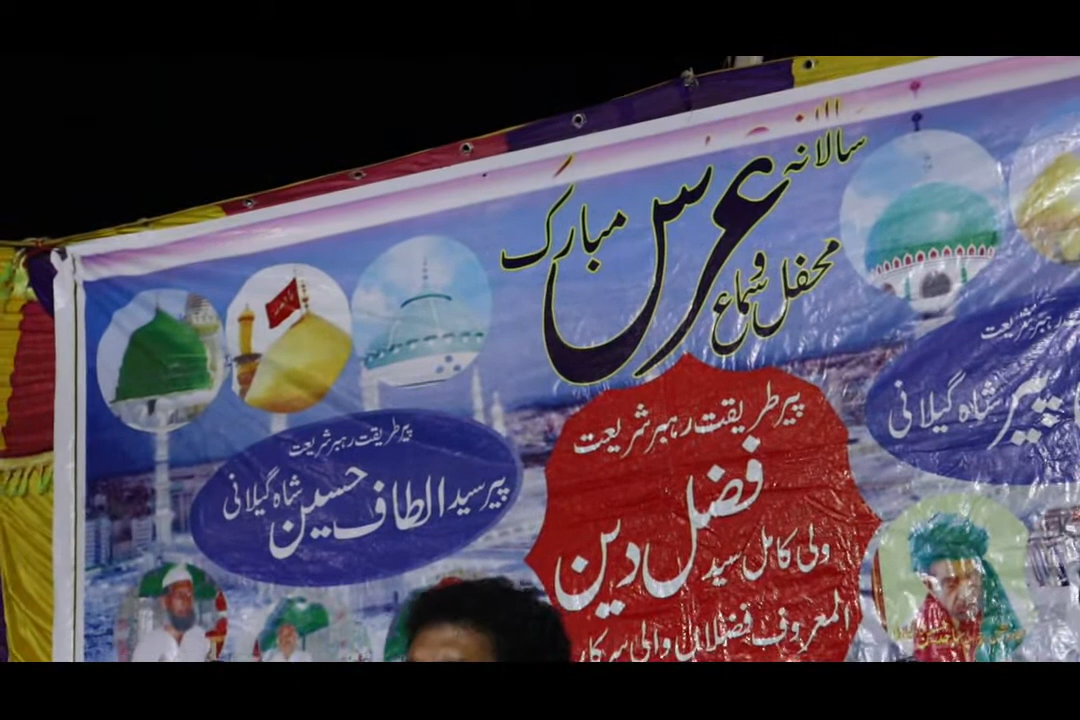 سالانہ
عرس مبارک
محفل و سماع
پیر طریقت رہبر شریعت
فضل دین
ولی کامل سید
المعروف فضلاں والی سرکار
پیر طریقت رہبر شریعت
پیر سید الطاف حسین شاہ گیلانی
رہبر شریعت
پیر شاہ گیلانی